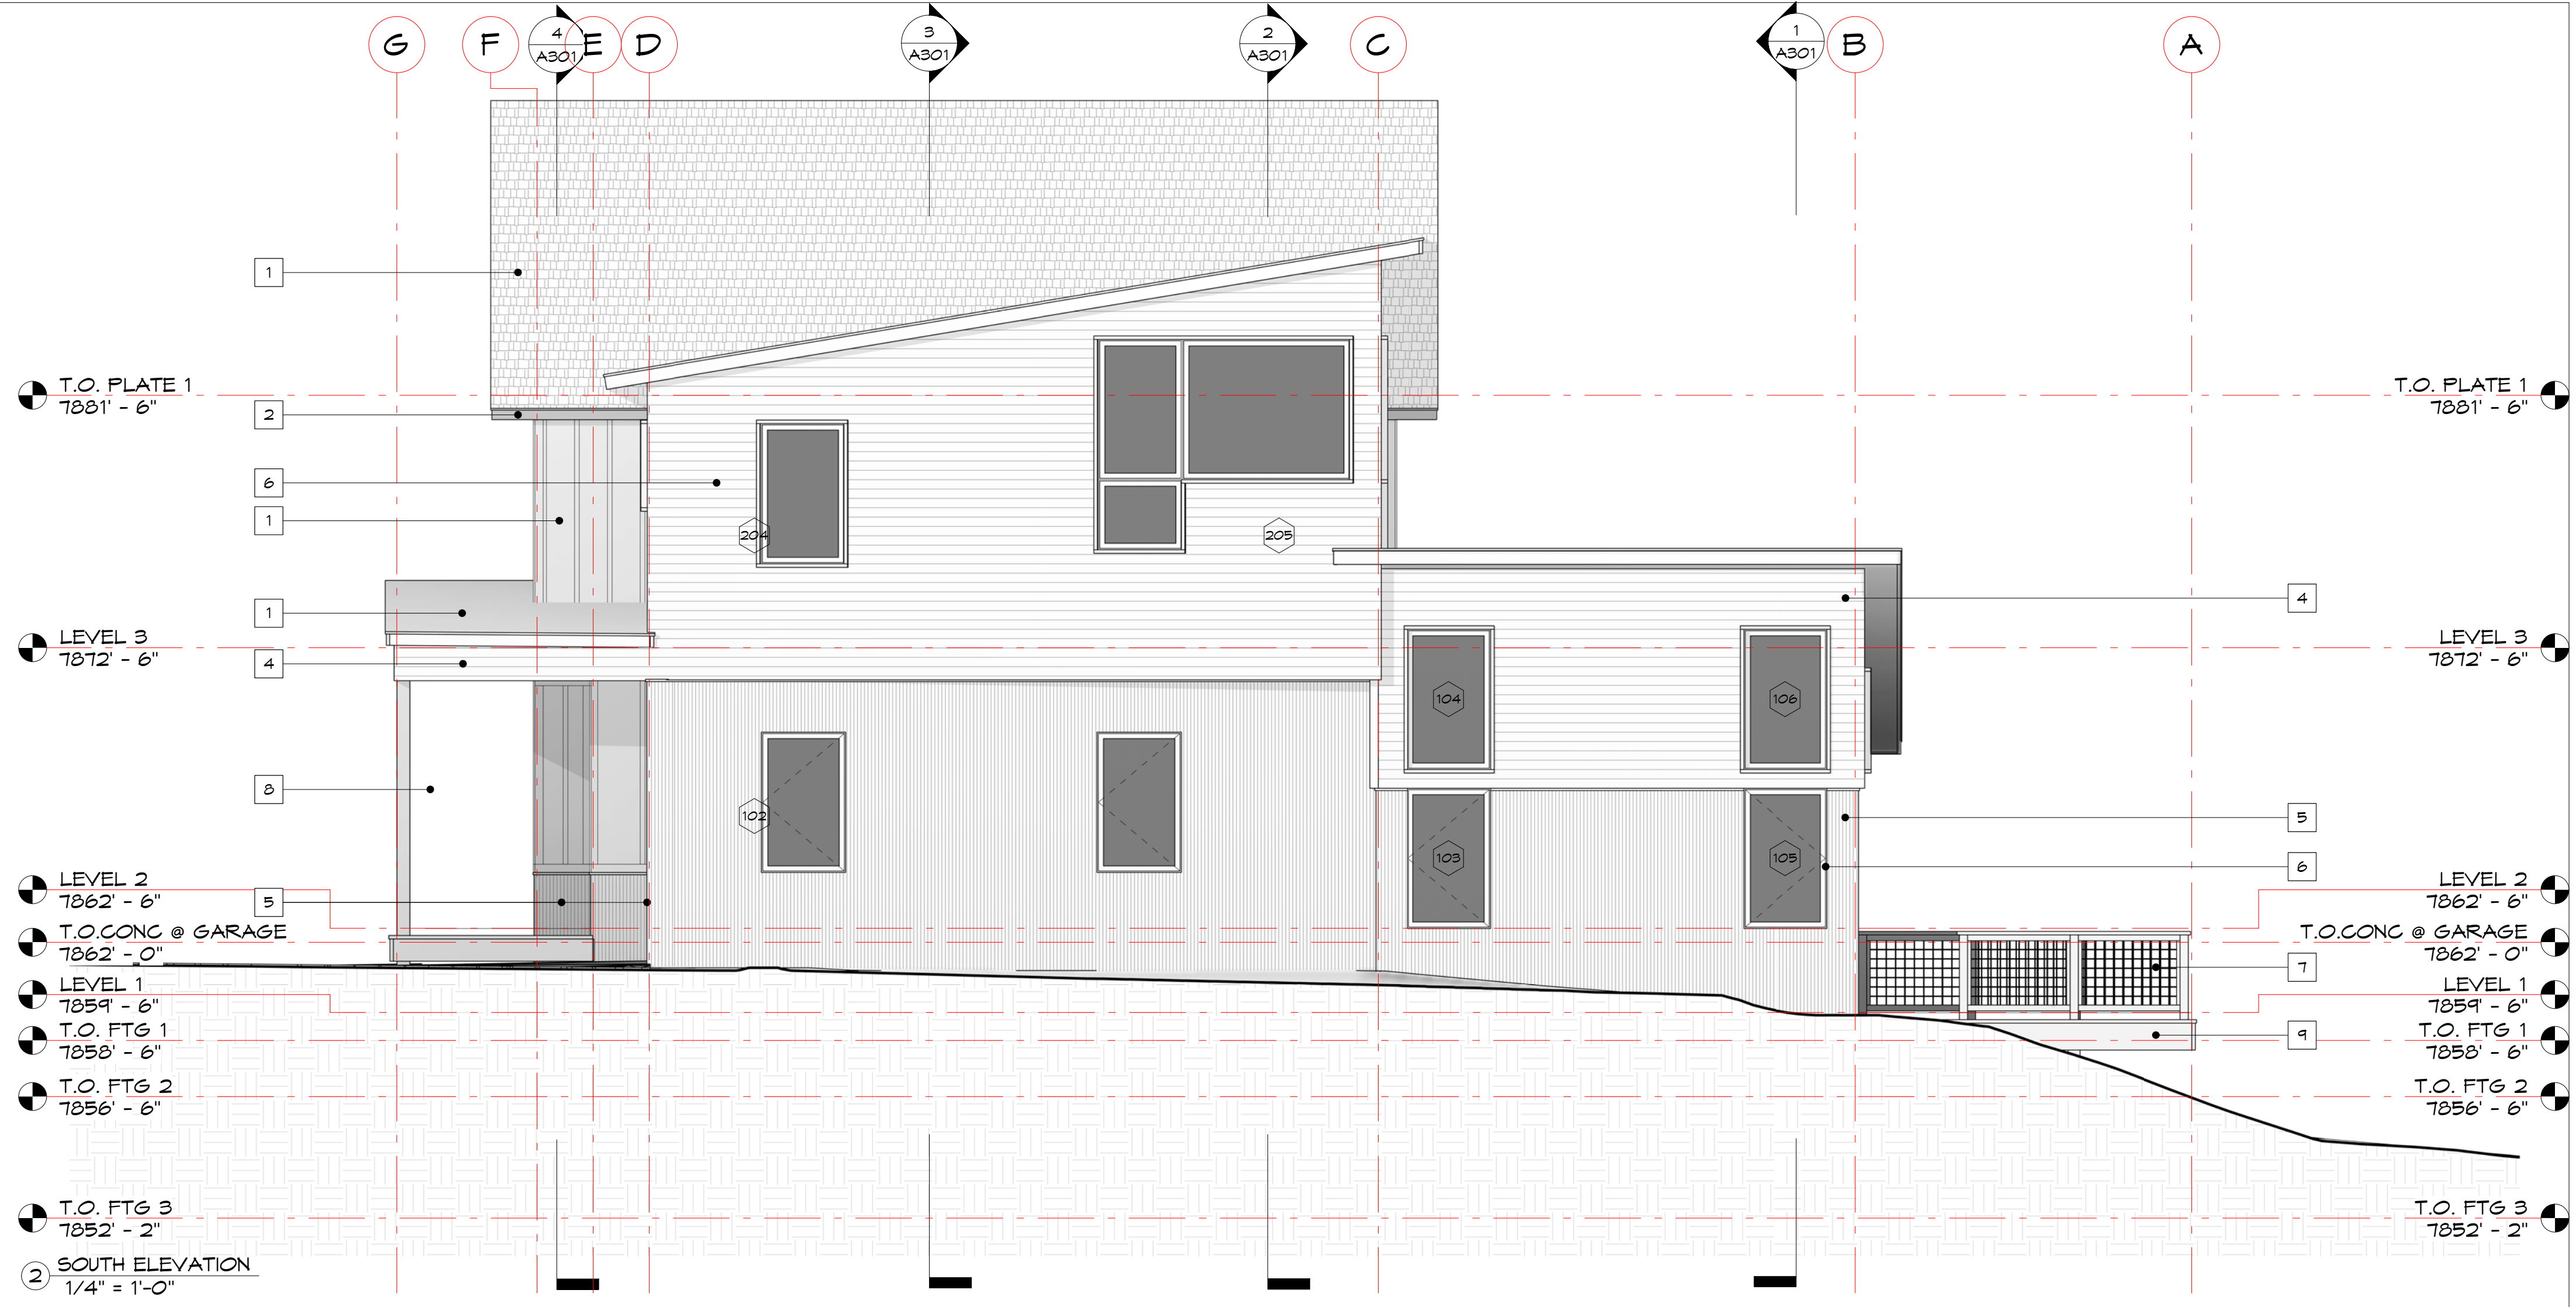 G F 4 E D 3 2 C 1 B A
A301 A301 A301 A301
1
T.O. PLATE 1
7881' - 6"
T.O. PLATE 1
7881' - 6"
2
6
1
204
205
1
4
LEVEL 3
7872' - 6"
LEVEL 3
7872' - 6"
4
104
106
8
102
5
103
105
6
LEVEL 2
7862' - 6"
LEVEL 2
7862' - 6"
5
T.O.CONC @ GARAGE
7862' - 0"
T.O.CONC @ GARAGE
7862' - 0"
7
LEVEL 1
7859' - 6"
LEVEL 1
7859' - 6"
9
T.O. FTG 1
7858' - 6"
T.O. FTG 1
7858' - 6"
T.O. FTG 2
7856' - 6"
T.O. FTG 2
7856' - 6"
T.O. FTG 3
7852' - 2"
T.O. FTG 3
7852' - 2"
2 SOUTH ELEVATION
1/4" = 1'-0"